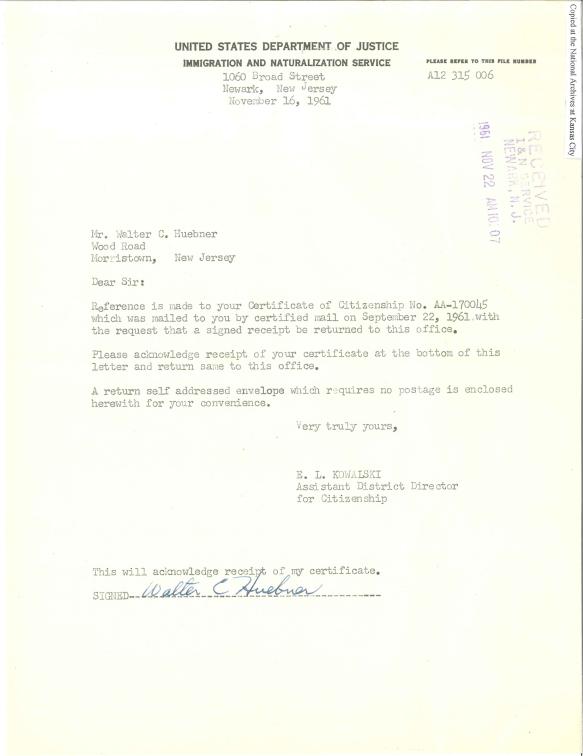 Copied at the National Archives at Kansas City
UNITED STATES DEPARTMENT OF JUSTICE
IMMIGRATION AND NATURALIZATION SERVICE
PLEASE REFER TO THIS FILE NUMBER
1060 Broad Street
A12 315 006
Newark, New Jersey
November 16, 1961
RECEIVED
I & N SERVICE
NEWARK, N. J.
1961 NOV 22 AM 10 07
Mr. Walter C. Huebner
Wood Road
Morristown, New Jersey
Dear Sir:
Reference is made to your Certificate of Citizenship No. AA-170045
which was mailed to you by certified mail on September 22, 1961 with
the request that a signed receipt be returned to this office.
Please acknowledge receipt of your certificate at the bottom of this
letter and return same to this office.
A return self addressed envelope which requires no postage is enclosed
herewith for your convenience.
Very truly yours,
E. L. KOWALSKI
Assistant District Director
for Citizenship
This will acknowledge receipt of my certificate.
SIGNED Walter C Huebner